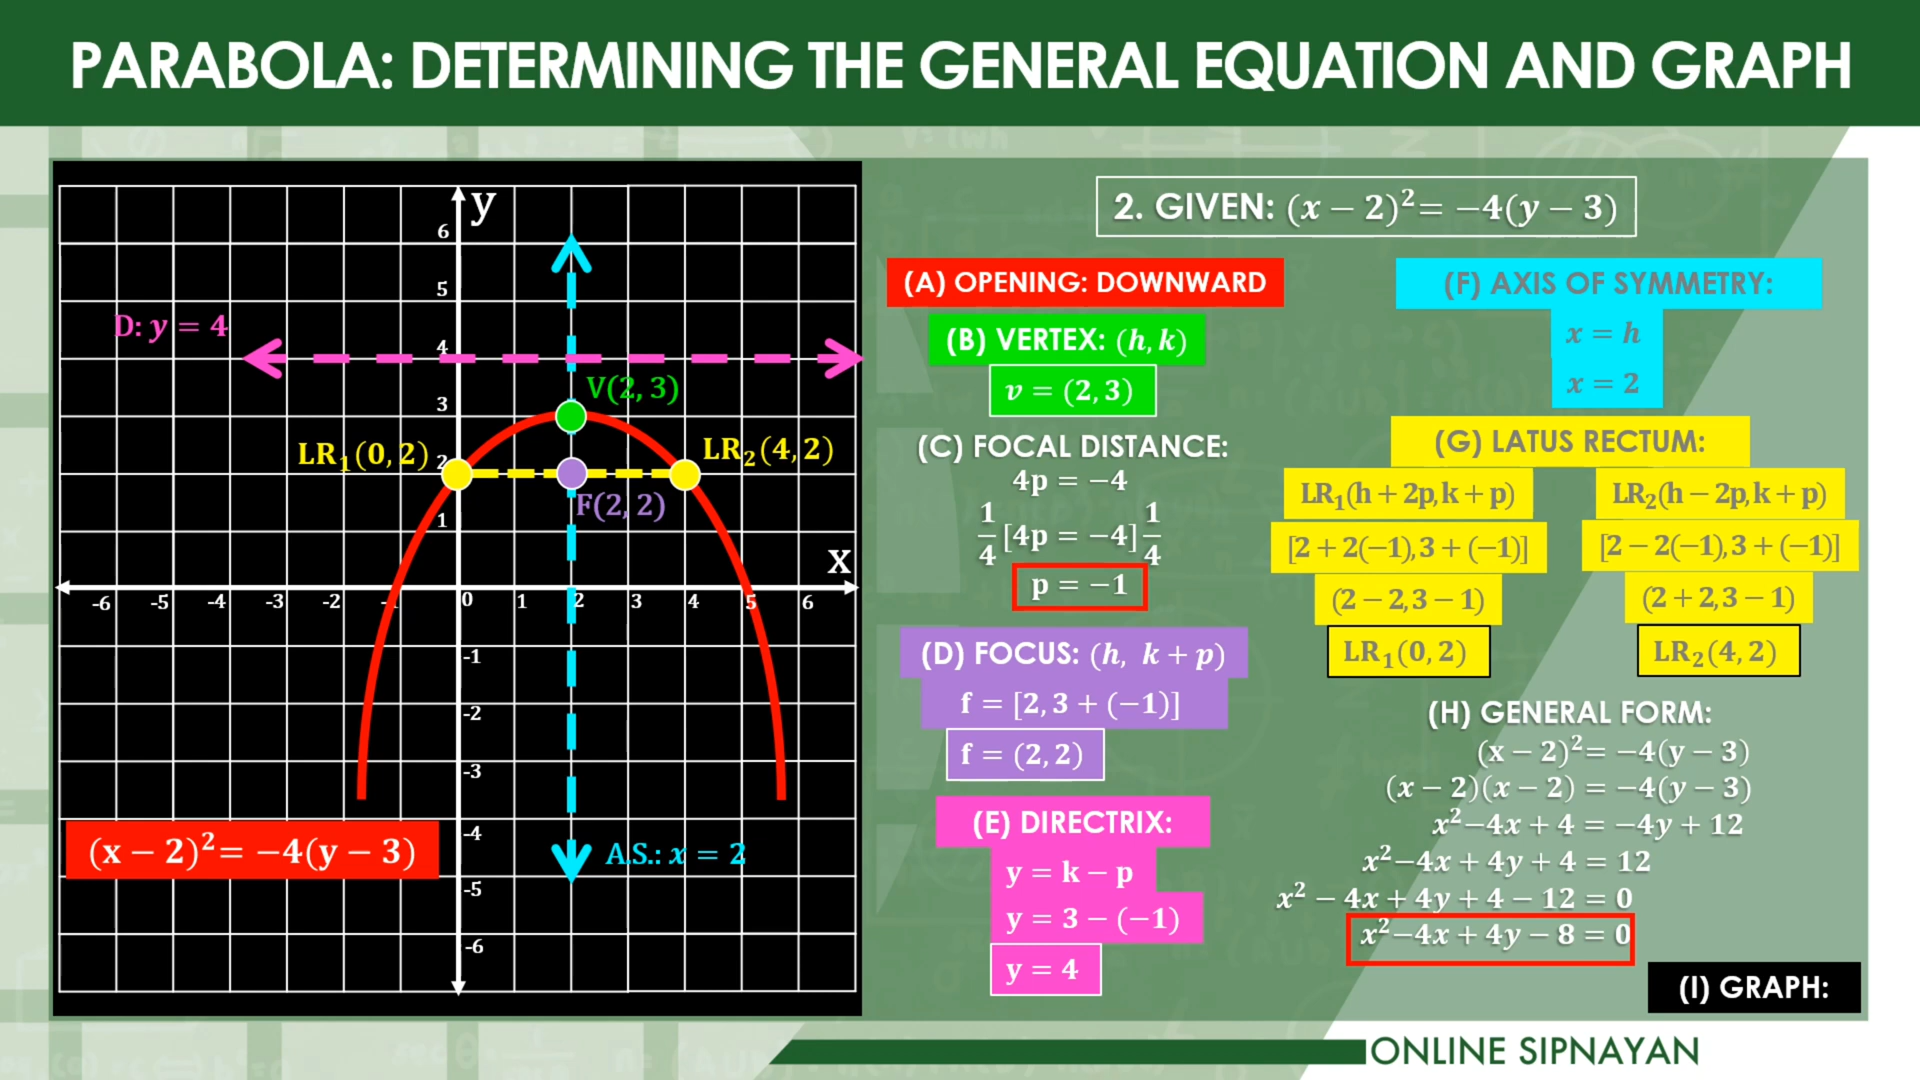 PARABOLA: DETERMINING THE GENERAL EQUATION AND GRAPH
y
6
5
D: y = 4
4
V(2, 3)
3
LR₁(0, 2)
LR₂(4, 2)
2
F(2, 2)
1
x
-6 -5 -4 -3 -2 -1 0 1 2 3 4 5 6
-1
-2
-3
-4
(x − 2)²= −4(y − 3)
A.S.: x = 2
-5
-6
2. GIVEN: (x − 2)²= −4(y − 3)
(A) OPENING: DOWNWARD
(B) VERTEX: (h, k)
v = (2, 3)
(C) FOCAL DISTANCE:
4p = −4
1/4 [4p = −4] 1/4
p = −1
(D) FOCUS: (h, k + p)
f = [2, 3 + (−1)]
f = (2, 2)
(E) DIRECTRIX:
y = k − p
y = 3 − (−1)
y = 4
(F) AXIS OF SYMMETRY:
x = h
x = 2
(G) LATUS RECTUM:
LR₁(h + 2p, k + p)
[2 + 2(−1), 3 + (−1)]
(2 − 2, 3 − 1)
LR₁(0, 2)
LR₂(h − 2p, k + p)
[2 − 2(−1), 3 + (−1)]
(2 + 2, 3 − 1)
LR₂(4, 2)
(H) GENERAL FORM:
(x − 2)²= −4(y − 3)
(x − 2)(x − 2) = −4(y − 3)
x²−4x + 4 = −4y + 12
x²−4x + 4y + 4 = 12
x² − 4x + 4y + 4 − 12 = 0
x²−4x + 4y − 8 = 0
(I) GRAPH:
ONLINE SIPNAYAN